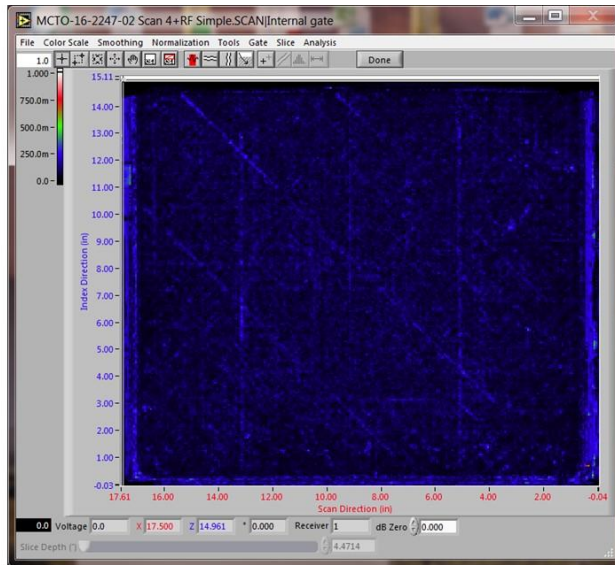 MCTO-16-2247-02 Scan 4+RF Simple.SCAN|Internal gate
File Color Scale Smoothing Normalization Tools Gate Slice Analysis
1.0 Done
1.000
750.0m
500.0m
250.0m
0.0
15.11
14.00
13.00
12.00
11.00
10.00
9.00
8.00
7.00
6.00
5.00
4.00
3.00
2.00
1.00
-0.03
Index Direction (in)
17.61 16.00 14.00 12.00 10.00 8.00 6.00 4.00 2.00 -0.04
Scan Direction (in)
0.0 Voltage 0.0 X 17.500 Z 14.961 ° 0.000 Receiver 1 dB Zero 0.000
Slice Depth (") 4.4714